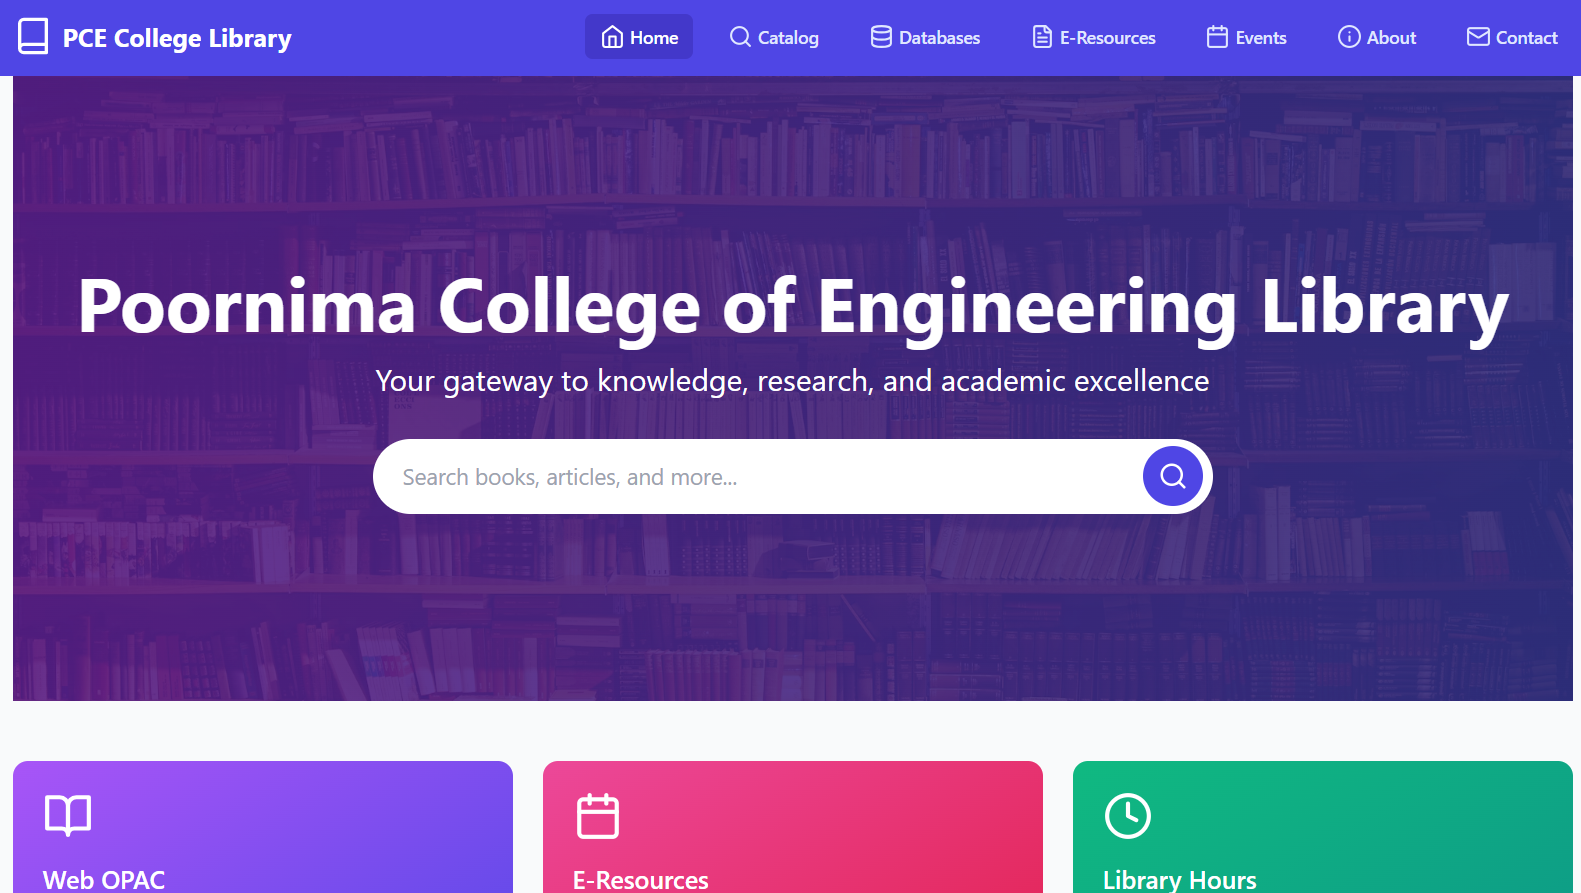 PCE College Library
Home
Catalog
Databases
E-Resources
Events
About
Contact
Poornima College of Engineering Library
Your gateway to knowledge, research, and academic excellence
Search books, articles, and more...
Web OPAC
E-Resources
Library Hours